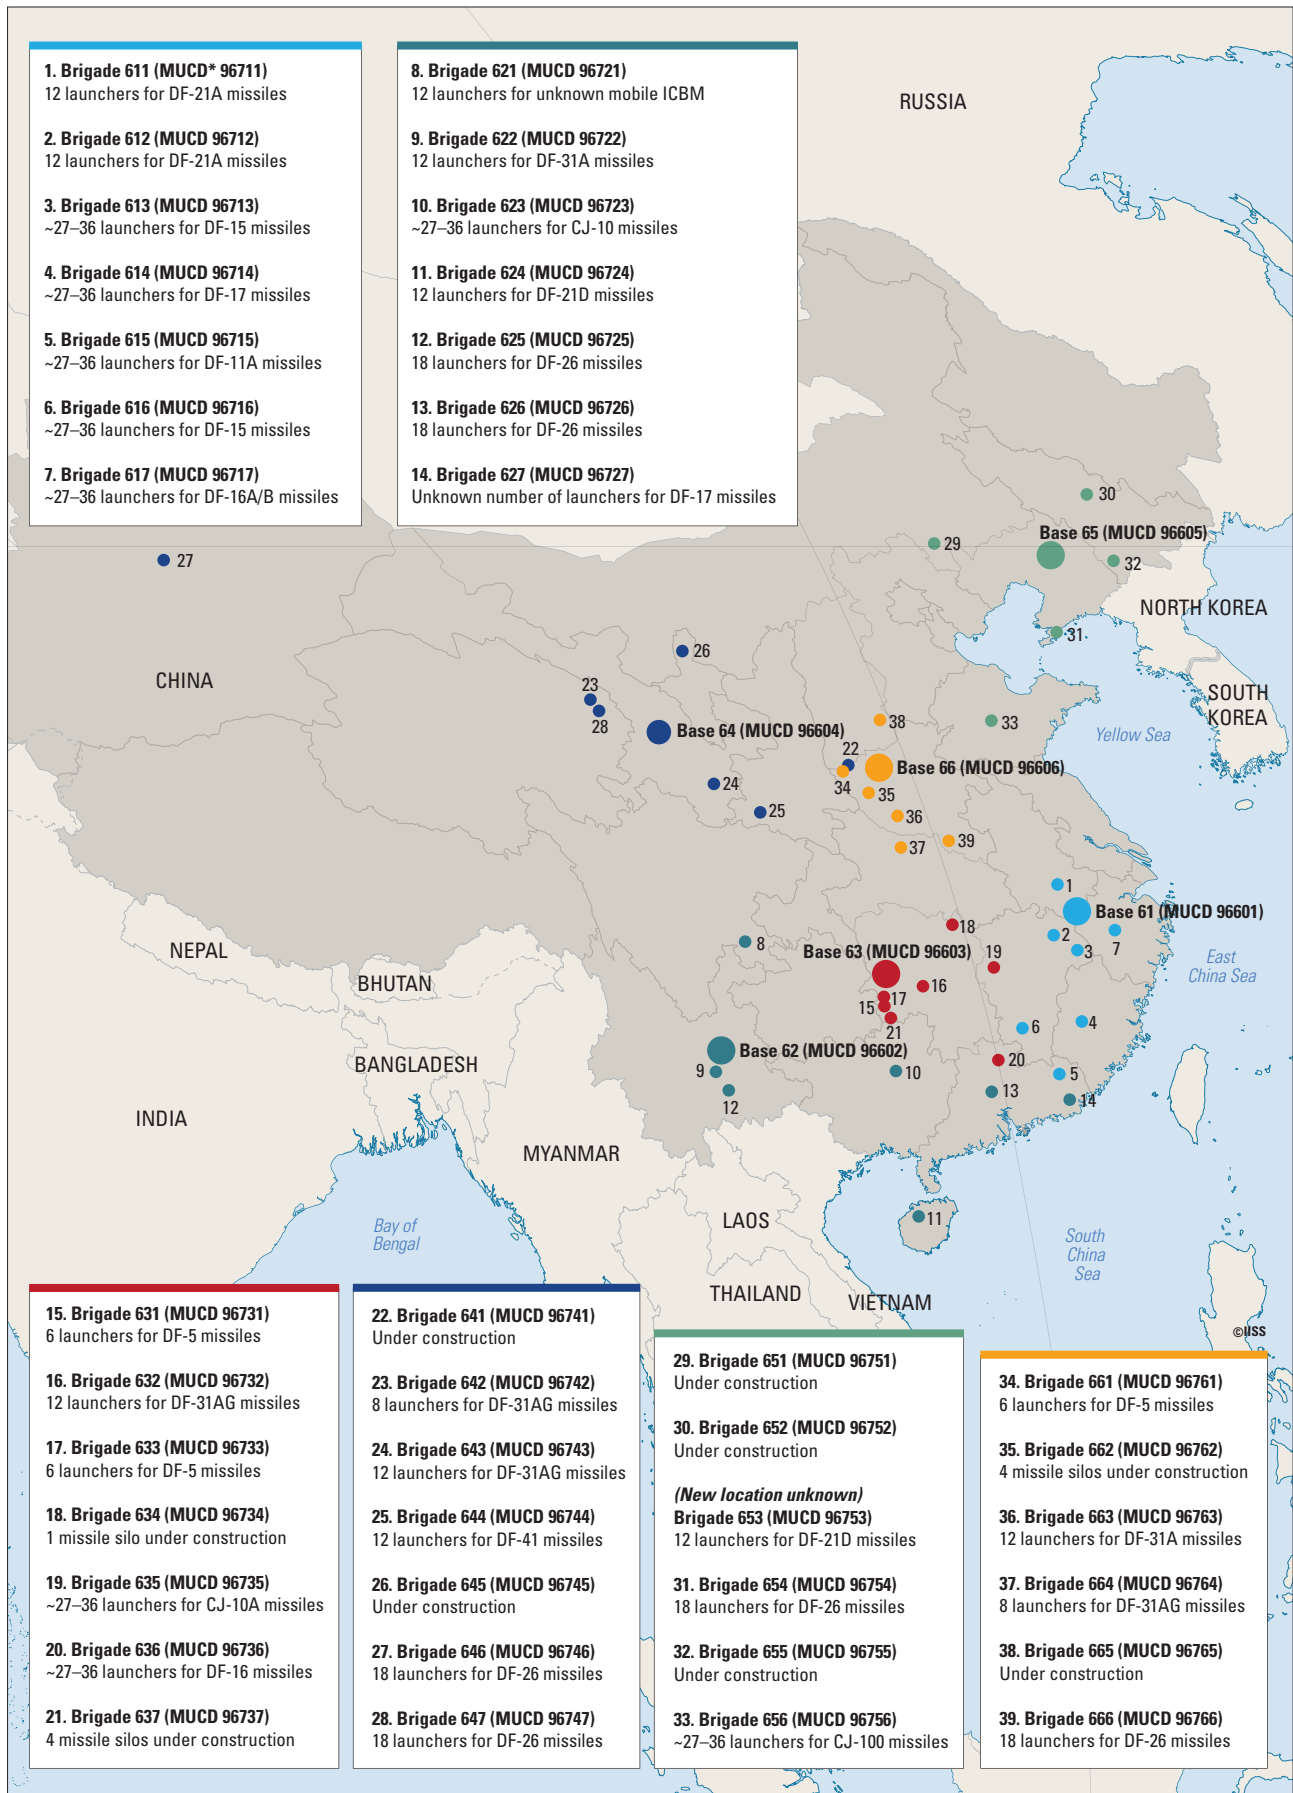 1. Brigade 611 (MUCD* 96711)
12 launchers for DF-21A missiles
2. Brigade 612 (MUCD 96712)
12 launchers for DF-21A missiles
3. Brigade 613 (MUCD 96713)
~27–36 launchers for DF-15 missiles
4. Brigade 614 (MUCD 96714)
~27–36 launchers for DF-17 missiles
5. Brigade 615 (MUCD 96715)
~27–36 launchers for DF-11A missiles
6. Brigade 616 (MUCD 96716)
~27–36 launchers for DF-15 missiles
7. Brigade 617 (MUCD 96717)
~27–36 launchers for DF-16A/B missiles
8. Brigade 621 (MUCD 96721)
12 launchers for unknown mobile ICBM
9. Brigade 622 (MUCD 96722)
12 launchers for DF-31A missiles
10. Brigade 623 (MUCD 96723)
~27–36 launchers for CJ-10 missiles
11. Brigade 624 (MUCD 96724)
12 launchers for DF-21D missiles
12. Brigade 625 (MUCD 96725)
18 launchers for DF-26 missiles
13. Brigade 626 (MUCD 96726)
18 launchers for DF-26 missiles
14. Brigade 627 (MUCD 96727)
Unknown number of launchers for DF-17 missiles
RUSSIA
30
Base 65 (MUCD 96605)
29
32
27
NORTH KOREA
31
26
CHINA
23
28
SOUTH
KOREA
Base 64 (MUCD 96604)
38
33
Yellow Sea
22
Base 66 (MUCD 96606)
34
24
35
25
36
37
39
1
Base 61 (MUCD 96601)
18
2
7
3
NEPAL
8
Base 63 (MUCD 96603)
19
East
China Sea
BHUTAN
16
17
15
21
6
4
BANGLADESH
Base 62 (MUCD 96602)
20
9
10
5
12
13
14
INDIA
MYANMAR
LAOS
11
Bay of
Bengal
South
China
Sea
THAILAND
VIETNAM
©IISS
15. Brigade 631 (MUCD 96731)
6 launchers for DF-5 missiles
16. Brigade 632 (MUCD 96732)
12 launchers for DF-31AG missiles
17. Brigade 633 (MUCD 96733)
6 launchers for DF-5 missiles
18. Brigade 634 (MUCD 96734)
1 missile silo under construction
19. Brigade 635 (MUCD 96735)
~27–36 launchers for CJ-10A missiles
20. Brigade 636 (MUCD 96736)
~27–36 launchers for DF-16 missiles
21. Brigade 637 (MUCD 96737)
4 missile silos under construction
22. Brigade 641 (MUCD 96741)
Under construction
23. Brigade 642 (MUCD 96742)
8 launchers for DF-31AG missiles
24. Brigade 643 (MUCD 96743)
12 launchers for DF-31AG missiles
25. Brigade 644 (MUCD 96744)
12 launchers for DF-41 missiles
26. Brigade 645 (MUCD 96745)
Under construction
27. Brigade 646 (MUCD 96746)
18 launchers for DF-26 missiles
28. Brigade 647 (MUCD 96747)
18 launchers for DF-26 missiles
29. Brigade 651 (MUCD 96751)
Under construction
30. Brigade 652 (MUCD 96752)
Under construction
(New location unknown)
Brigade 653 (MUCD 96753)
12 launchers for DF-21D missiles
31. Brigade 654 (MUCD 96754)
18 launchers for DF-26 missiles
32. Brigade 655 (MUCD 96755)
Under construction
33. Brigade 656 (MUCD 96756)
~27–36 launchers for CJ-100 missiles
34. Brigade 661 (MUCD 96761)
6 launchers for DF-5 missiles
35. Brigade 662 (MUCD 96762)
4 missile silos under construction
36. Brigade 663 (MUCD 96763)
12 launchers for DF-31A missiles
37. Brigade 664 (MUCD 96764)
8 launchers for DF-31AG missiles
38. Brigade 665 (MUCD 96765)
Under construction
39. Brigade 666 (MUCD 96766)
18 launchers for DF-26 missiles